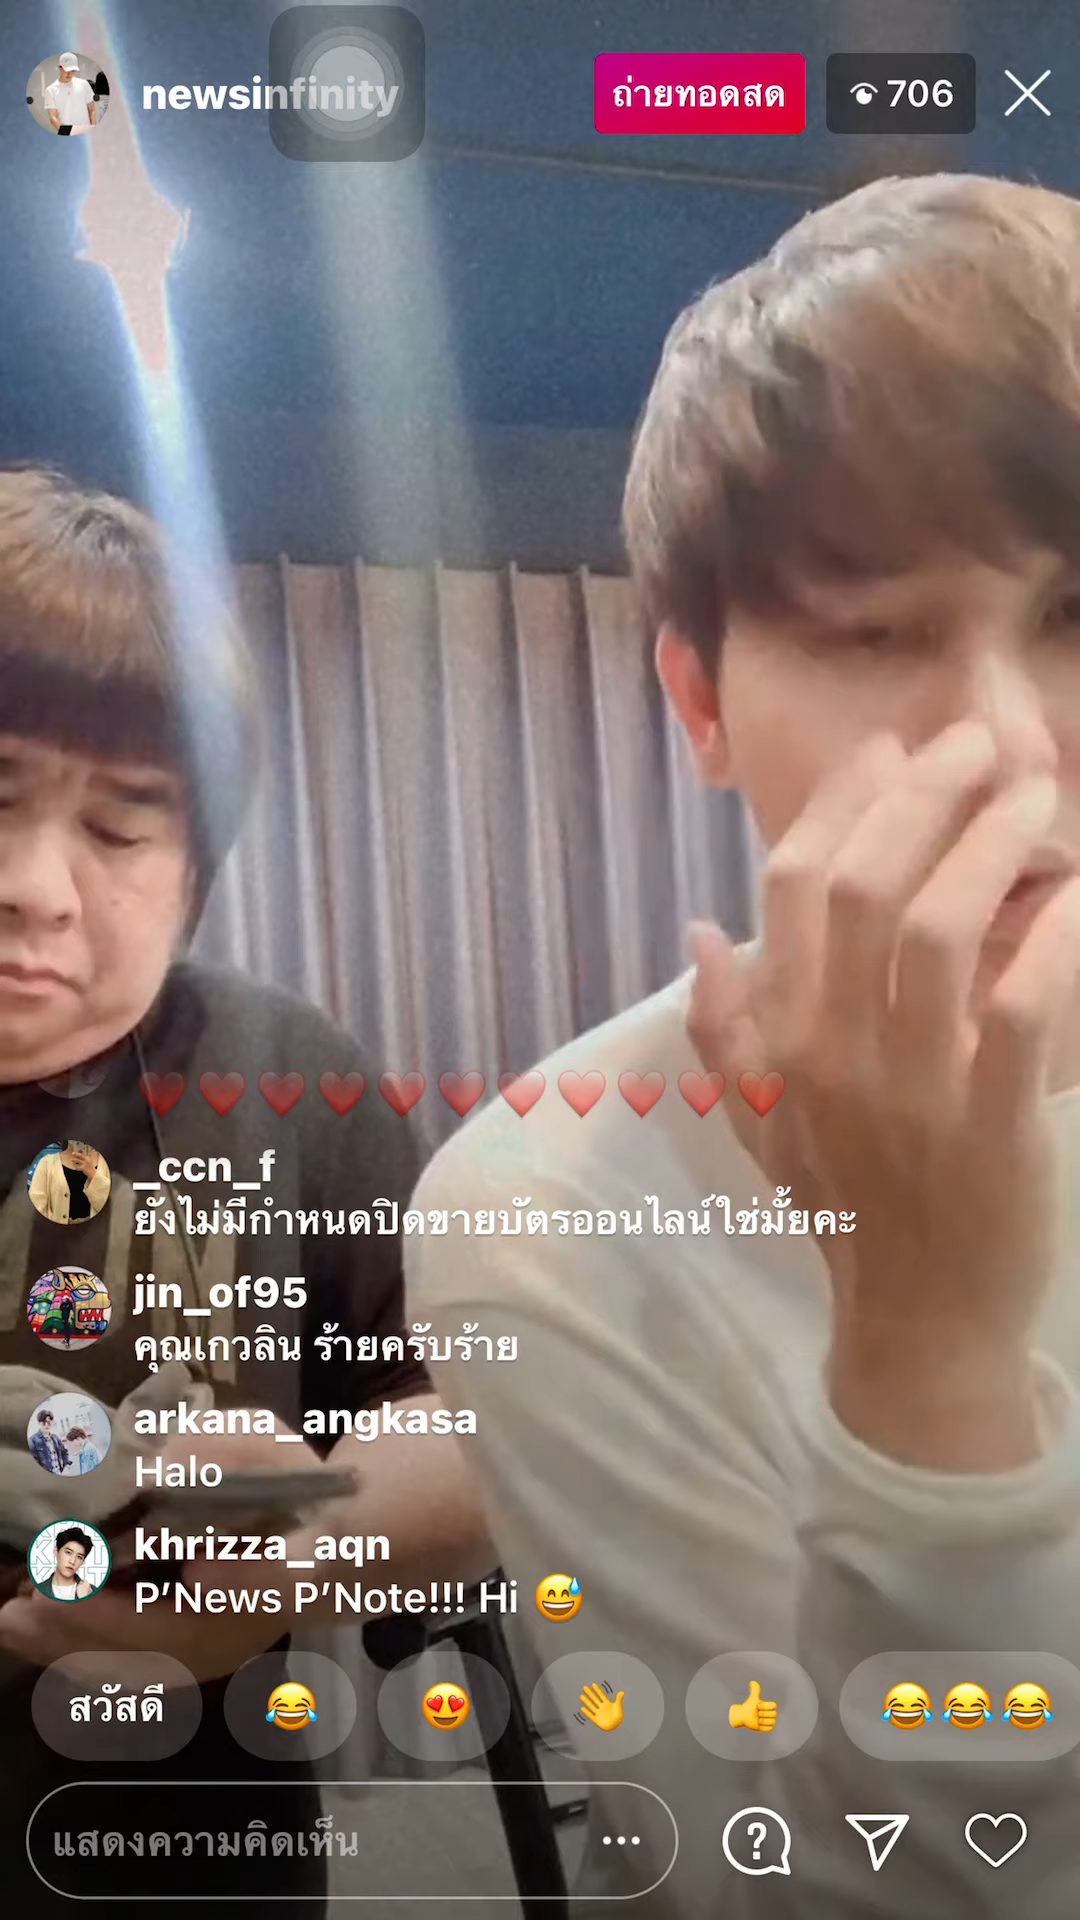 newsinfinity
ถ่ายทอดสด
706
❤️❤️❤️❤️❤️❤️❤️❤️❤️❤️❤️
_ccn_f
ยังไม่มีกำหนดปิดขายบัตรออนไลน์ใช่มั้ยคะ
jin_of95
คุณเกวลิน ร้ายครับร้าย
arkana_angkasa
Halo
khrizza_aqn
P'News P'Note!!! Hi 😅
สวัสดี 😂 😍 👋 👍 😂😂😂
แสดงความคิดเห็น